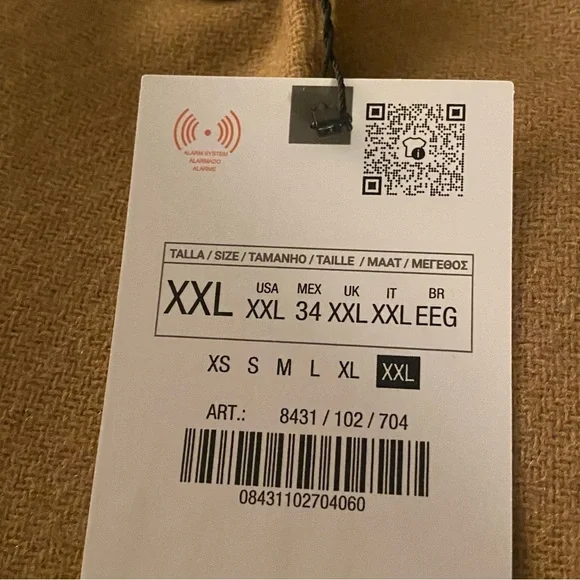 ALARM SYSTEM
ALARMADO
ALARME
TALLA / SIZE / TAMANHO / TAILLE / MAAT / ΜΕΓΕΘΟΣ
USA MEX UK IT BR
XXL XXL 34 XXL XXL EEG
XS S M L XL XXL
ART.: 8431 / 102 / 704
08431102704060